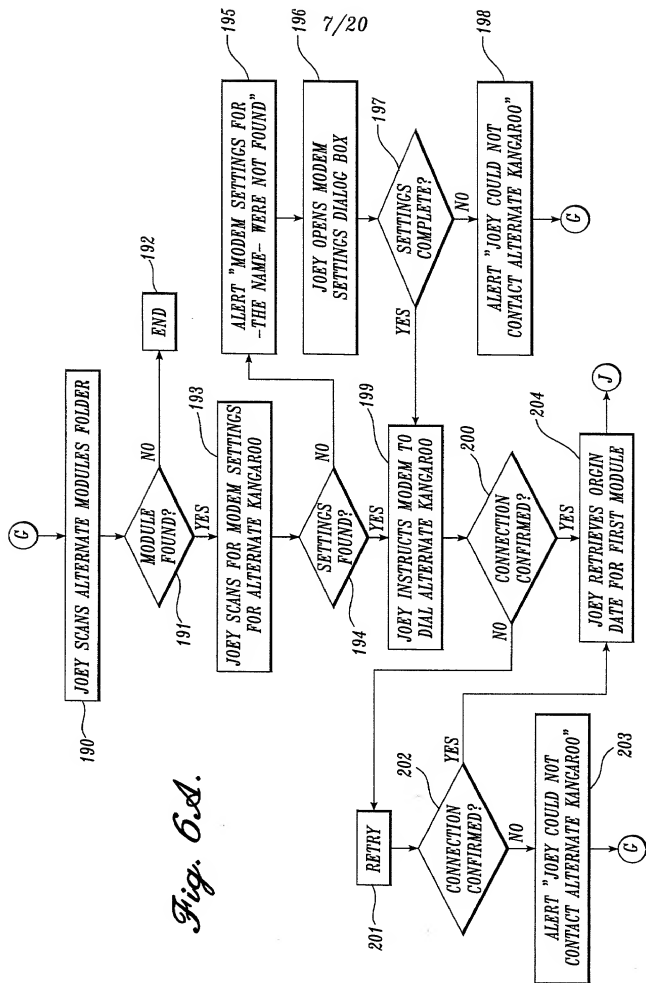 7/20
G
JOEY SCANS ALTERNATE MODULES FOLDER
190
MODULE
FOUND?
191
NO
END
192
YES
JOEY SCANS FOR MODEM SETTINGS
FOR ALTERNATE KANGAROO
193
SETTINGS
FOUND?
194
NO
ALERT "MODEM SETTINGS FOR
-THE NAME- WERE NOT FOUND"
195
JOEY OPENS MODEM
SETTINGS DIALOG BOX
196
SETTINGS
COMPLETE?
197
YES
NO
ALERT "JOEY COULD NOT
CONTACT ALTERNATE KANGAROO"
198
G
YES
JOEY INSTRUCTS MODEM TO
DIAL ALTERNATE KANGAROO
199
CONNECTION
CONFIRMED?
200
NO
YES
RETRY
201
CONNECTION
CONFIRMED?
202
YES
NO
ALERT "JOEY COULD NOT
CONTACT ALTERNATE KANGAROO"
203
G
JOEY RETRIEVES ORGIN
DATE FOR FIRST MODULE
204
J
Fig. 6A.